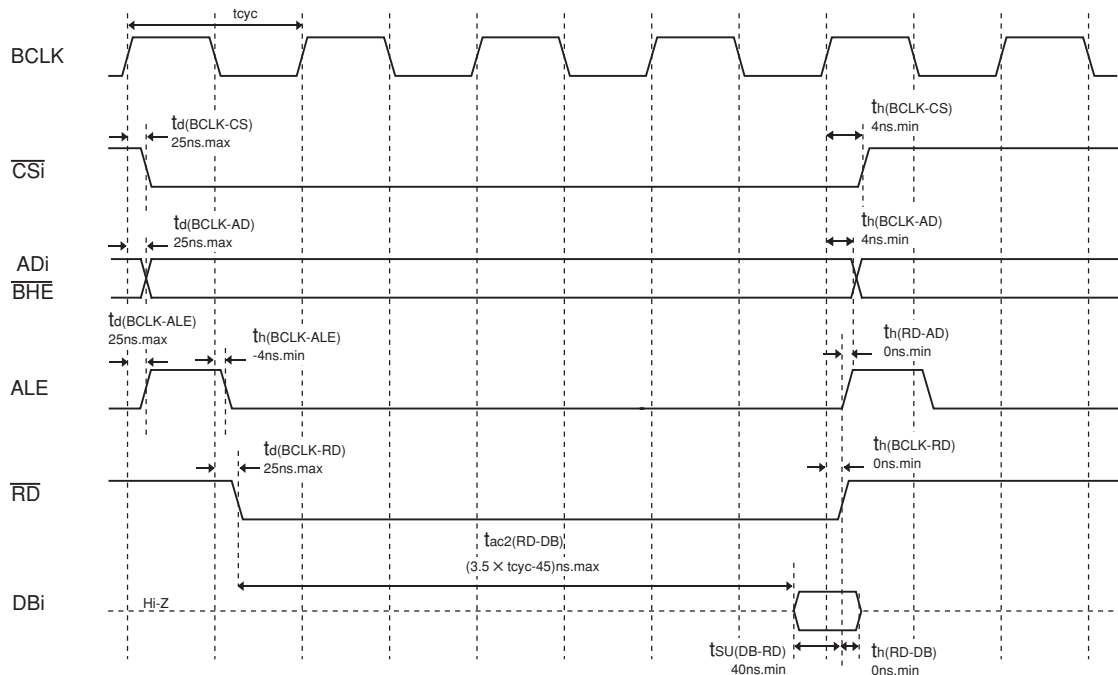 tcyc
BCLK
td(BCLK-CS)
25ns.max
th(BCLK-CS)
4ns.min
CSi
td(BCLK-AD)
25ns.max
th(BCLK-AD)
4ns.min
ADi
BHE
td(BCLK-ALE)
25ns.max
th(BCLK-ALE)
-4ns.min
th(RD-AD)
0ns.min
ALE
td(BCLK-RD)
25ns.max
th(BCLK-RD)
0ns.min
RD
tac2(RD-DB)
(3.5 × tcyc-45)ns.max
DBi
Hi-Z
tSU(DB-RD)
40ns.min
th(RD-DB)
0ns.min